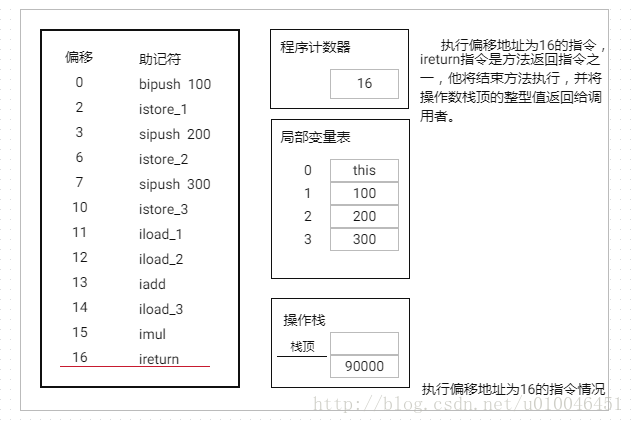 偏移 助记符
0 bipush 100
2 istore_1
3 sipush 200
6 istore_2
7 sipush 300
10 istore_3
11 iload_1
12 iload_2
13 iadd
14 iload_3
15 imul
16 ireturn
程序计数器
16
局部变量表
0 this
1 100
2 200
3 300
操作栈
栈顶
90000
执行偏移地址为16的指令，
ireturn指令是方法返回指令之
一，他将结束方法执行，并将
操作数栈顶的整型值返回给调
用者。
执行偏移地址为16的指令情况
http://blog.csdn.net/u010046451